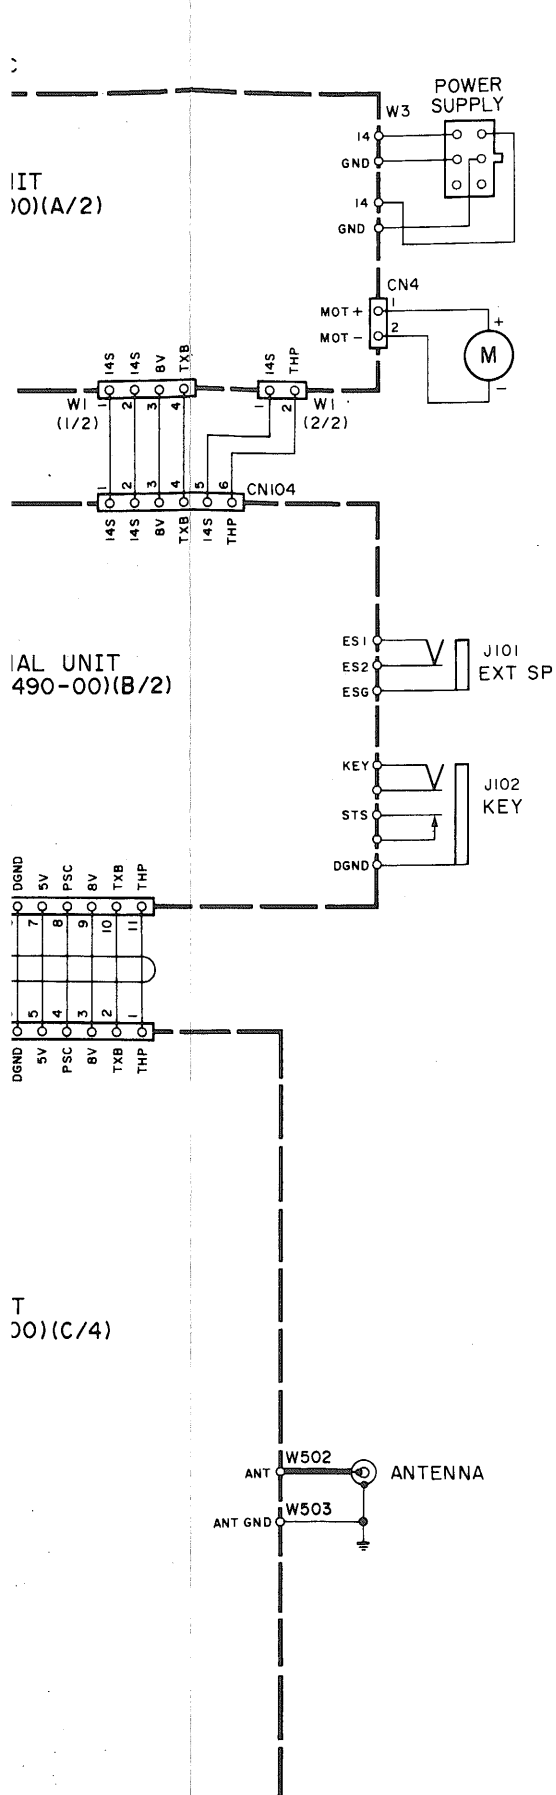 POWER
SUPPLY
W3
14
GND
14
GND
IIT
)0)(A/2)
CN4
MOT + 1
MOT - 2
+
M
-
14S 14S 8V TXB
14S THP
1 2 3 4
1 2
W1
(1/2)
W1
(2/2)
1 2 3 4 5 6
CN104
14S 14S 8V TXB 14S THP
ES1
ES2
ESG
J101
EXT SP
IAL UNIT
490-00)(B/2)
KEY
STS
DGND
J102
KEY
DGND 5V PSC 8V TXB THP
7 8 9 10 11
5 4 3 2 1
DGND 5V PSC 8V TXB THP
T
00)(C/4)
W502
ANT
ANTENNA
W503
ANT GND